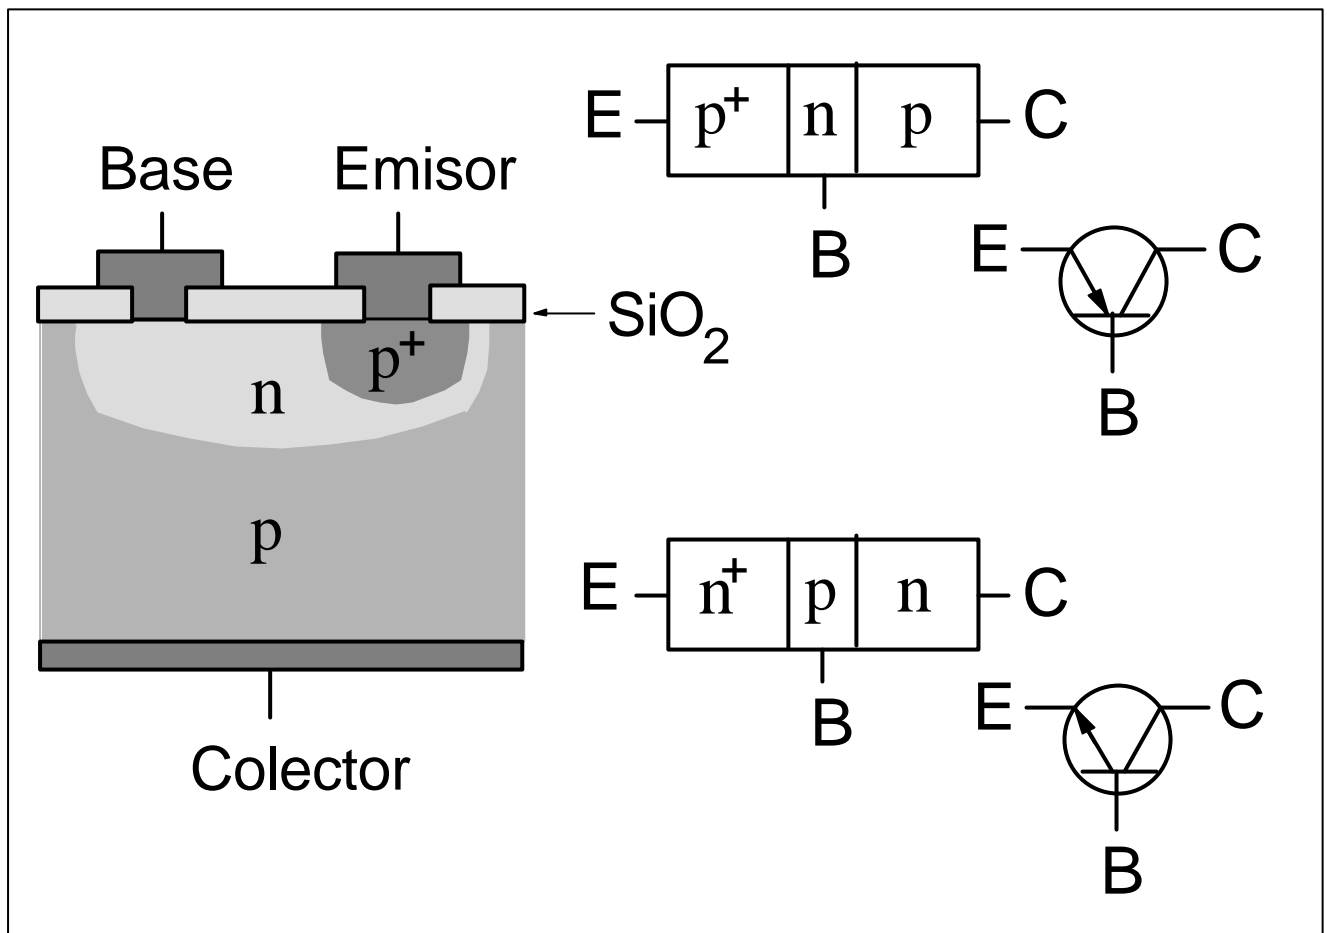 Base Emisor
SiO₂
p⁺
n
p
Colector
E p⁺ n p C
B
E C
B
E n⁺ p n C
B
E C
B